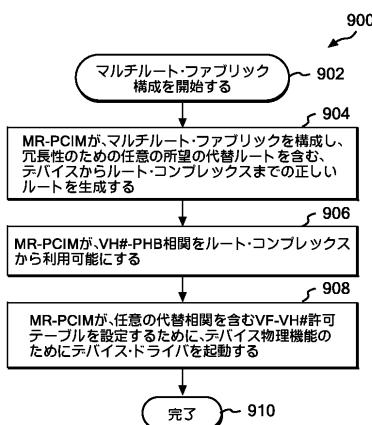 900
マルチルート・ファブリック
構成を開始する
902
904
MR-PCIMが、マルチルート・ファブリックを構成し、
冗長性のための任意の所望の代替ルートを含む、
デバイスからルート・コンプレックスまでの正しい
ルートを生成する
906
MR-PCIMが、VH#-PHB相関をルート・コンプレックス
から利用可能にする
908
MR-PCIMが、任意の代替相関を含むVF-VH#許可
テーブルを設定するために、デバイス物理機能の
ためにデバイス・ドライバを起動する
完了
910